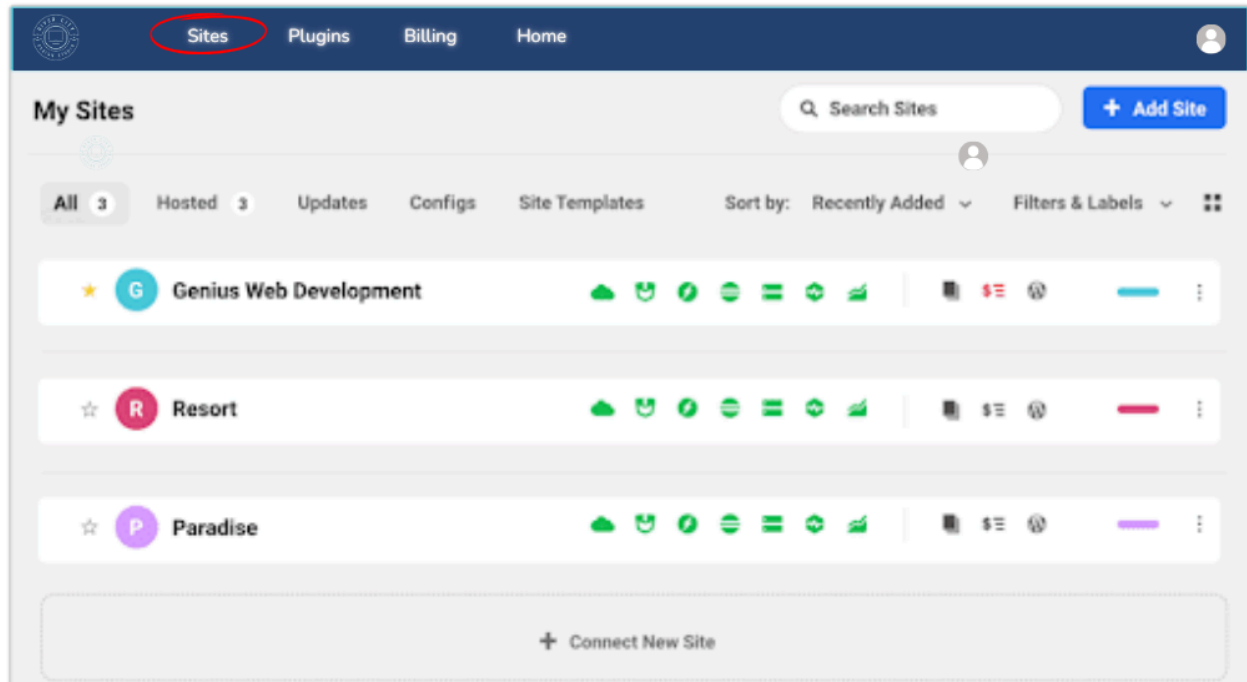 Sites Plugins Billing Home
My Sites Search Sites + Add Site
All 3 Hosted 3 Updates Configs Site Templates Sort by: Recently Added Filters & Labels
G Genius Web Development $
R Resort $
P Paradise $
+ Connect New Site